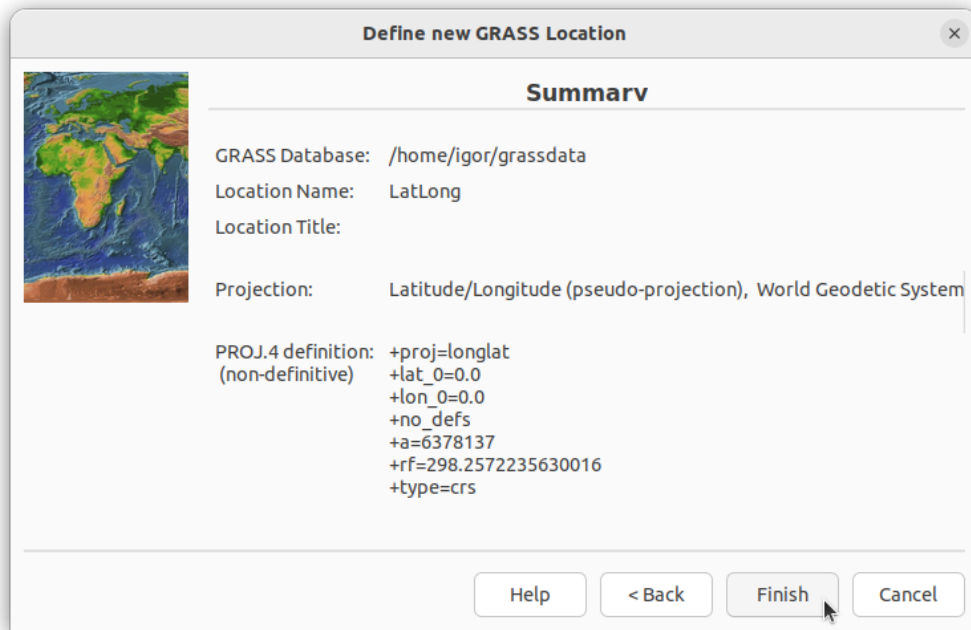 Define new GRASS Location
Summary
GRASS Database: /home/igor/grassdata
Location Name: LatLong
Location Title:
Projection: Latitude/Longitude (pseudo-projection), World Geodetic System
PROJ.4 definition: +proj=longlat
(non-definitive) +lat_0=0.0
+lon_0=0.0
+no_defs
+a=6378137
+rf=298.2572235630016
+type=crs
Help < Back Finish Cancel